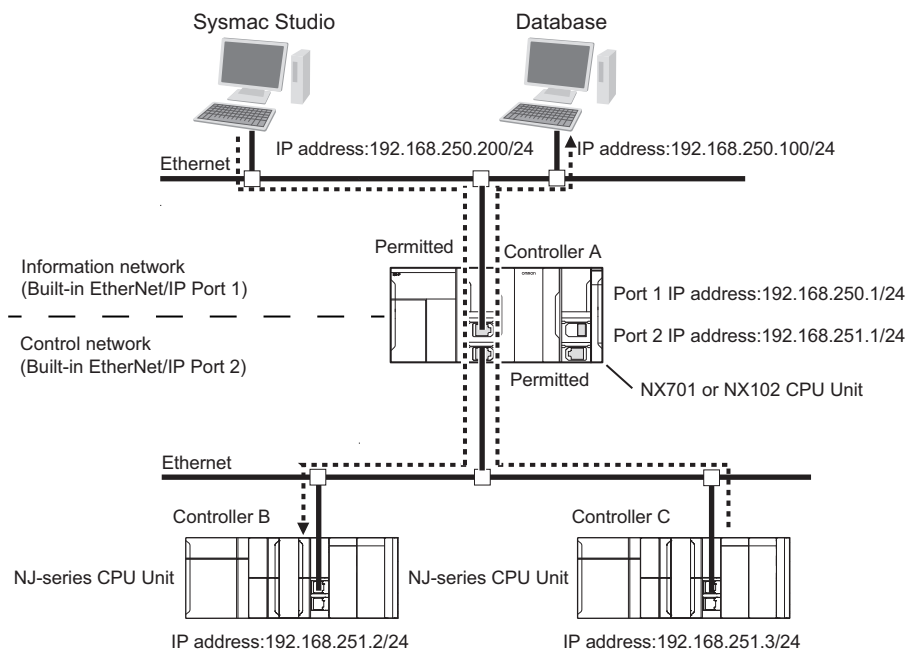 Sysmac Studio
Database
IP address:192.168.250.200/24
IP address:192.168.250.100/24
Ethernet
Permitted
Controller A
Information network
(Built-in EtherNet/IP Port 1)
Port 1 IP address:192.168.250.1/24
Port 2 IP address:192.168.251.1/24
Control network
(Built-in EtherNet/IP Port 2)
Permitted
NX701 or NX102 CPU Unit
Ethernet
Controller B
Controller C
NJ-series CPU Unit
NJ-series CPU Unit
IP address:192.168.251.2/24
IP address:192.168.251.3/24